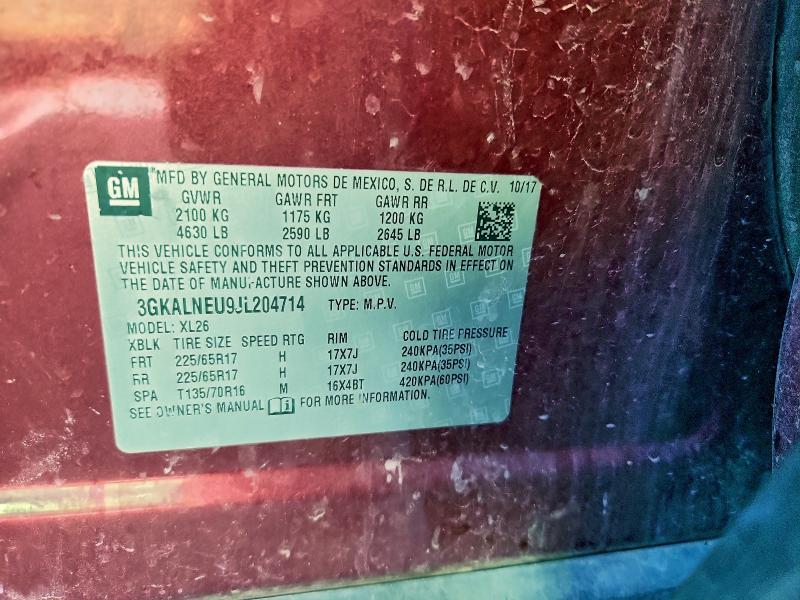 GM
MFD BY GENERAL MOTORS DE MEXICO, S. DE R.L. DE C.V. 10/17
GVWR GAWR FRT GAWR RR
2100 KG 1175 KG 1200 KG
4630 LB 2590 LB 2645 LB
THIS VEHICLE CONFORMS TO ALL APPLICABLE U.S. FEDERAL MOTOR
VEHICLE SAFETY AND THEFT PREVENTION STANDARDS IN EFFECT ON
THE DATE OF MANUFACTURE SHOWN ABOVE.
3GKALNEU9JL204714 TYPE: M.P.V.
MODEL: XL26
XBLK TIRE SIZE SPEED RTG RIM COLD TIRE PRESSURE
FRT 225/65R17 H 17X7J 240KPA(35PSI)
RR 225/65R17 H 17X7J 240KPA(35PSI)
SPA T135/70R16 M 16X4BT 420KPA(60PSI)
SEE OWNER'S MANUAL FOR MORE INFORMATION.